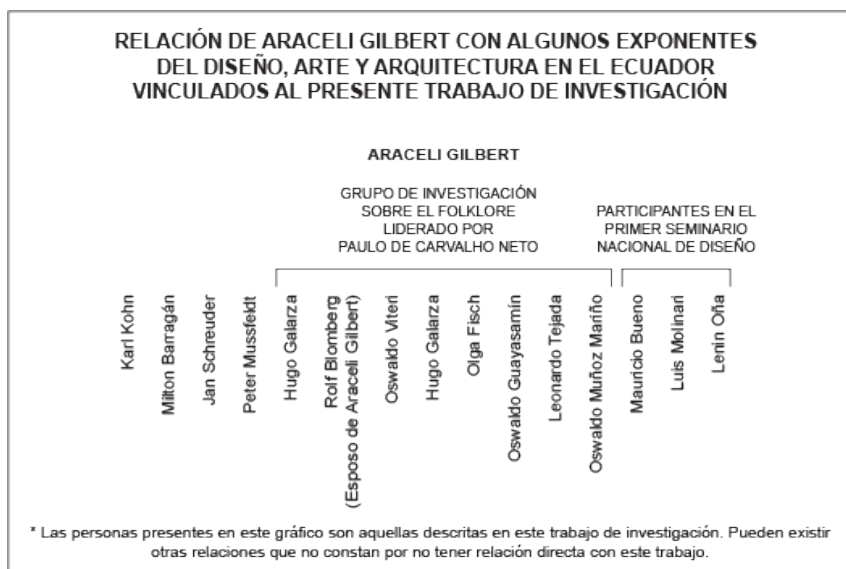 RELACIÓN DE ARACELI GILBERT CON ALGUNOS EXPONENTES
DEL DISEÑO, ARTE Y ARQUITECTURA EN EL ECUADOR
VINCULADOS AL PRESENTE TRABAJO DE INVESTIGACIÓN
ARACELI GILBERT
GRUPO DE INVESTIGACIÓN
SOBRE EL FOLKLORE
LIDERADO POR
PAULO DE CARVALHO NETO
PARTICIPANTES EN EL
PRIMER SEMINARIO
NACIONAL DE DISEÑO
Karl Kohn
Milton Barragán
Jan Schreuder
Peter Mussfeldt
Hugo Galarza
Rolf Blomberg
(Esposo de Araceli Gilbert)
Oswaldo Viteri
Hugo Galarza
Olga Fisch
Oswaldo Guayasamín
Leonardo Tejada
Oswaldo Muñoz Mariño
Mauricio Bueno
Luis Molinari
Lenin Oña
* Las personas presentes en este gráfico son aquellas descritas en este trabajo de investigación. Pueden existir
otras relaciones que no constan por no tener relación directa con este trabajo.